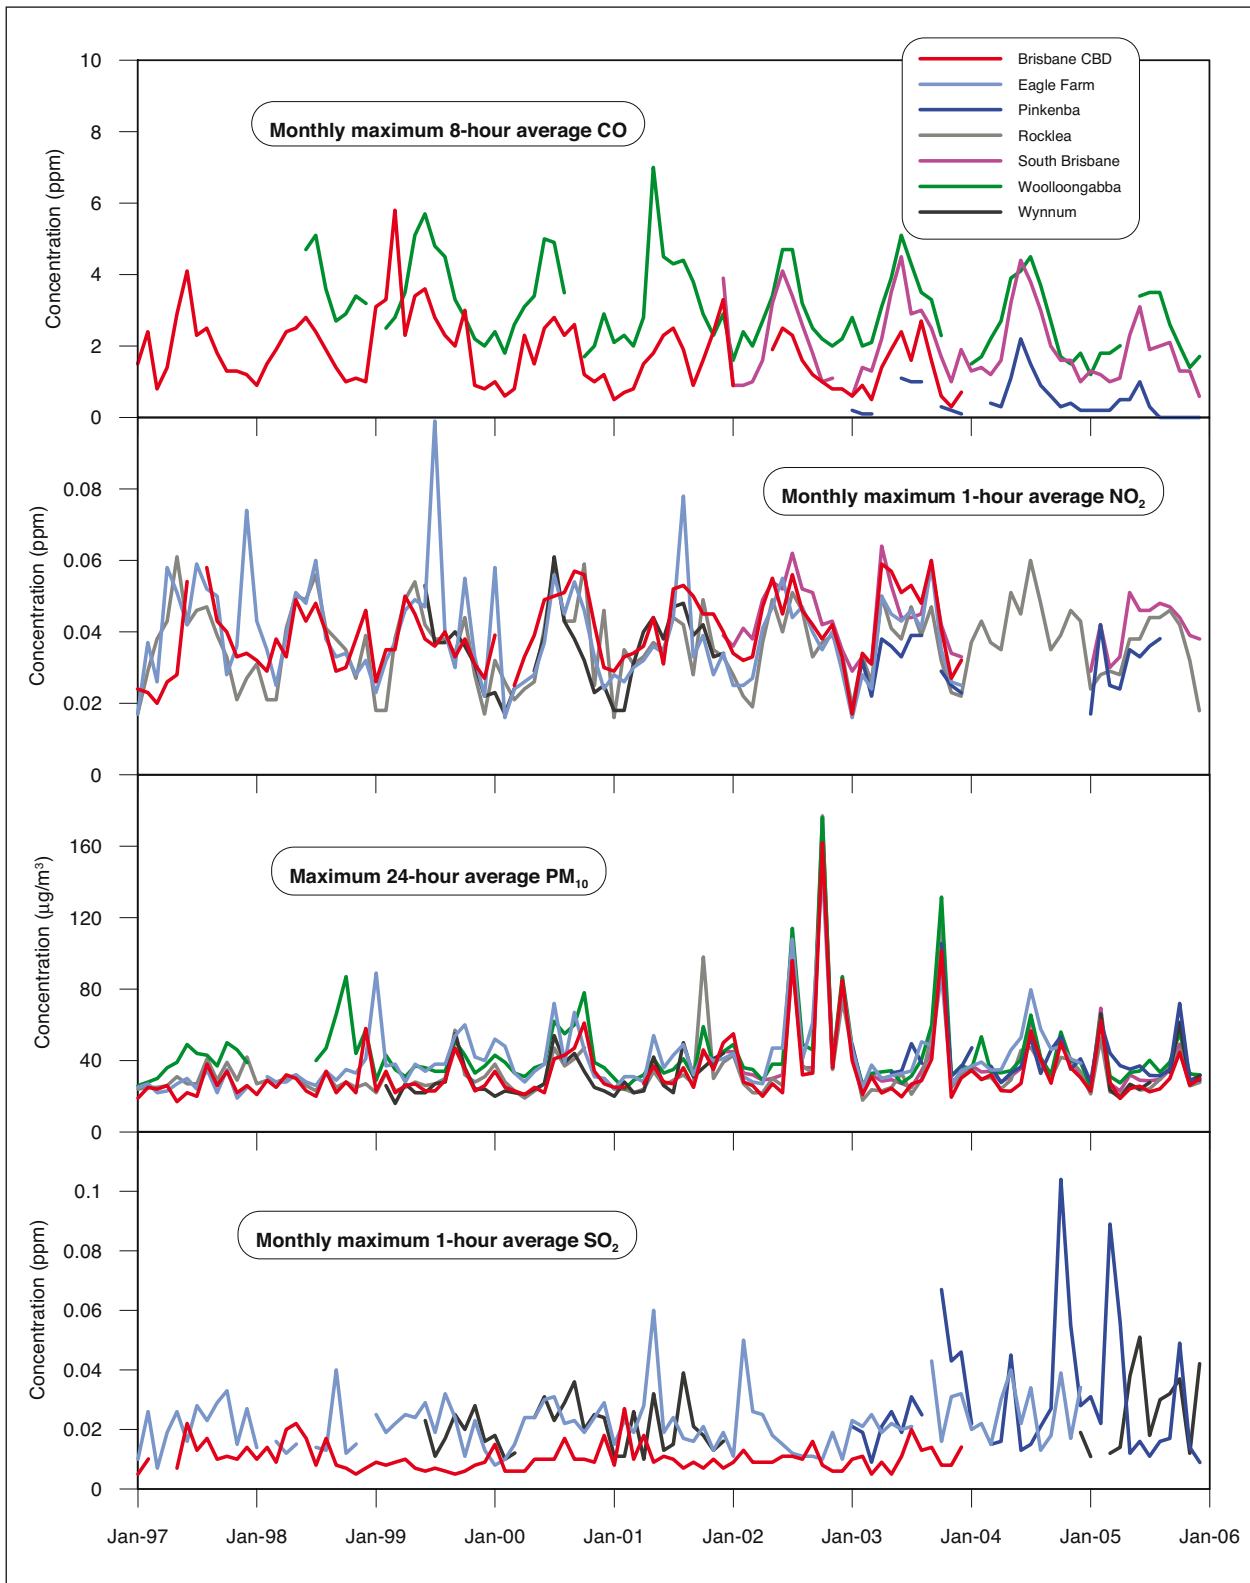 Brisbane CBD
Eagle Farm
Pinkenba
Rocklea
South Brisbane
Woolloongabba
Wynnum
Monthly maximum 8-hour average CO
Concentration (ppm)
10
8
6
4
2
0
Monthly maximum 1-hour average NO₂
Concentration (ppm)
0.08
0.06
0.04
0.02
0
Maximum 24-hour average PM₁₀
Concentration (µg/m³)
160
120
80
40
0
Monthly maximum 1-hour average SO₂
Concentration (ppm)
0.1
0.08
0.06
0.04
0.02
0
Jan-97 Jan-98 Jan-99 Jan-00 Jan-01 Jan-02 Jan-03 Jan-04 Jan-05 Jan-06